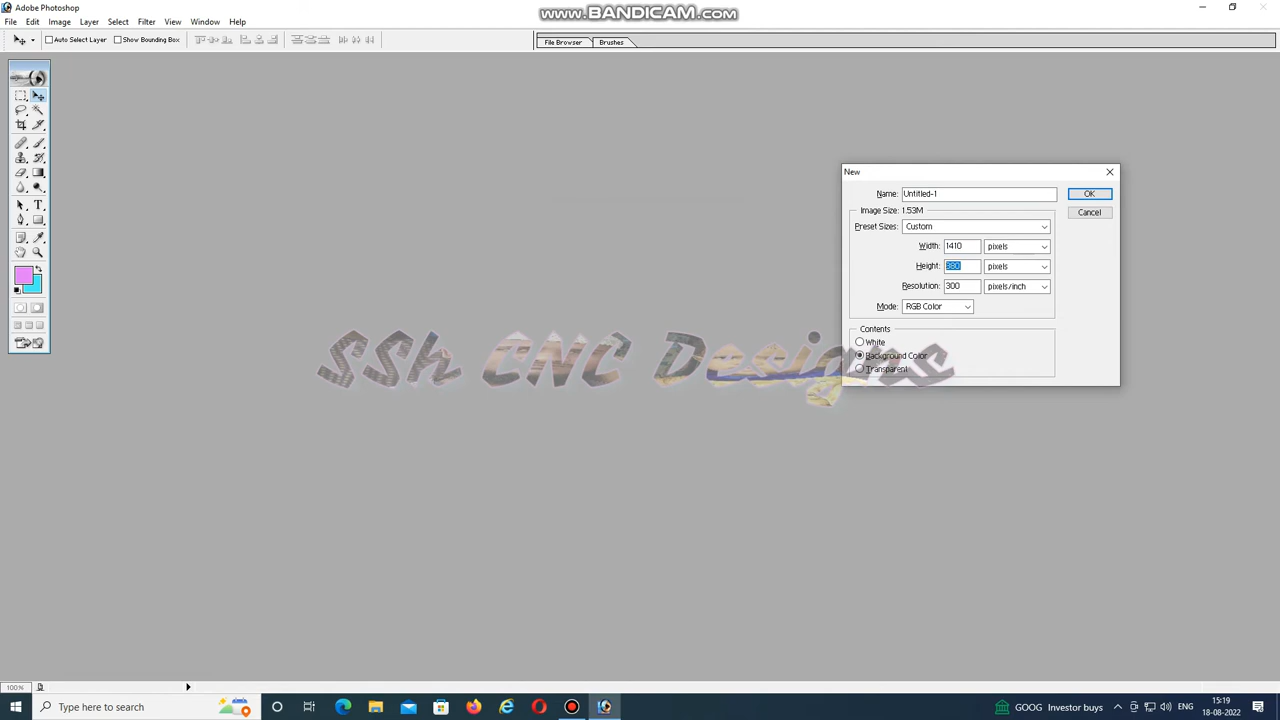 Adobe Photoshop
www.BANDICAM.com
File Edit Image Layer Select Filter View Window Help
Auto Select Layer Show Bounding Box
File Browser Brushes
New
Name: Untitled-1 OK
Image Size: 1.53M Cancel
Preset Sizes: Custom
Width: 1410 pixels
Height: 380 pixels
Resolution: 300 pixels/inch
Mode: RGB Color
Contents
White
Background Color
Transparent
SSh CNC Designs
100%
Type here to search
GOOG Investor buys
ENG
15:19
18-08-2022